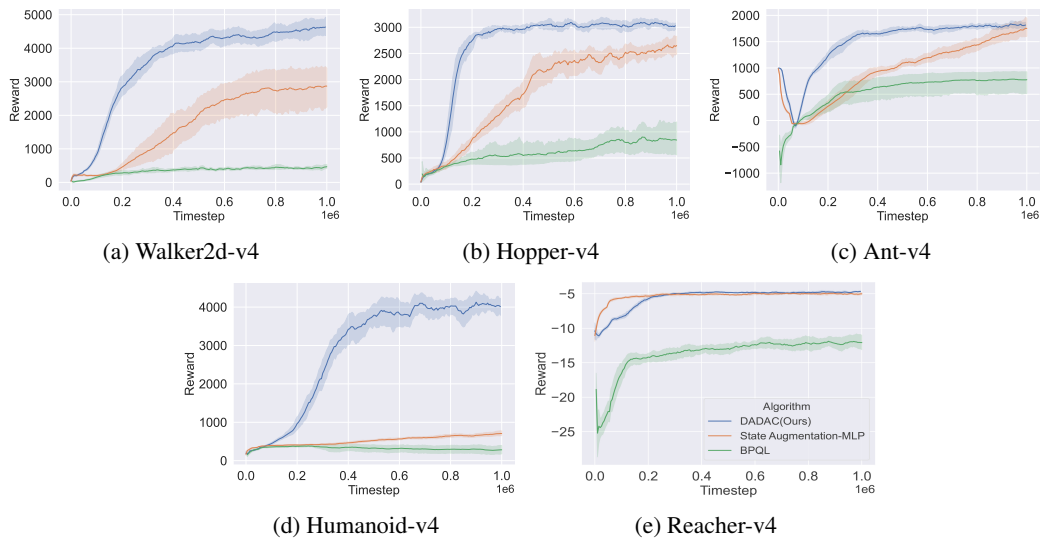 5000
4000
3000
2000
1000
0
Reward
0.0 0.2 0.4 0.6 0.8 1.0
Timestep
1e6
(a) Walker2d-v4
3000
2500
2000
1500
1000
500
0
Reward
0.0 0.2 0.4 0.6 0.8 1.0
Timestep
1e6
(b) Hopper-v4
2000
1500
1000
500
0
−500
−1000
Reward
0.0 0.2 0.4 0.6 0.8 1.0
Timestep
1e6
(c) Ant-v4
4000
3000
2000
1000
0
Reward
0.0 0.2 0.4 0.6 0.8 1.0
Timestep
1e6
(d) Humanoid-v4
−5
−10
−15
−20
−25
Reward
Algorithm
DADAC(Ours)
State Augmentation-MLP
BPQL
0.0 0.2 0.4 0.6 0.8 1.0
Timestep
1e6
(e) Reacher-v4